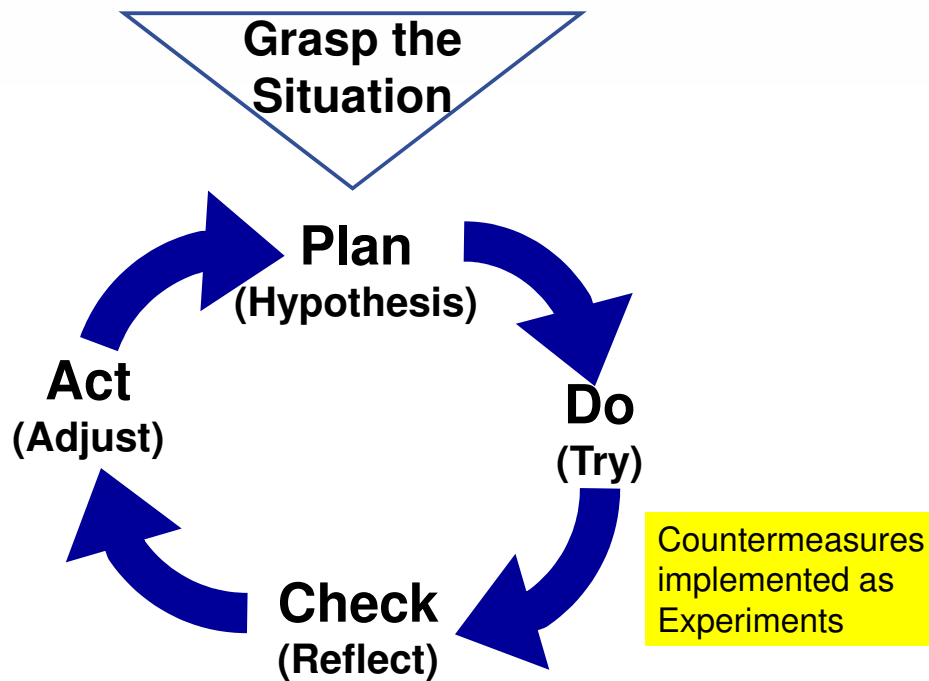 Grasp the
Situation
Plan
(Hypothesis)
Do
(Try)
Countermeasures
implemented as
Experiments
Check
(Reflect)
Act
(Adjust)